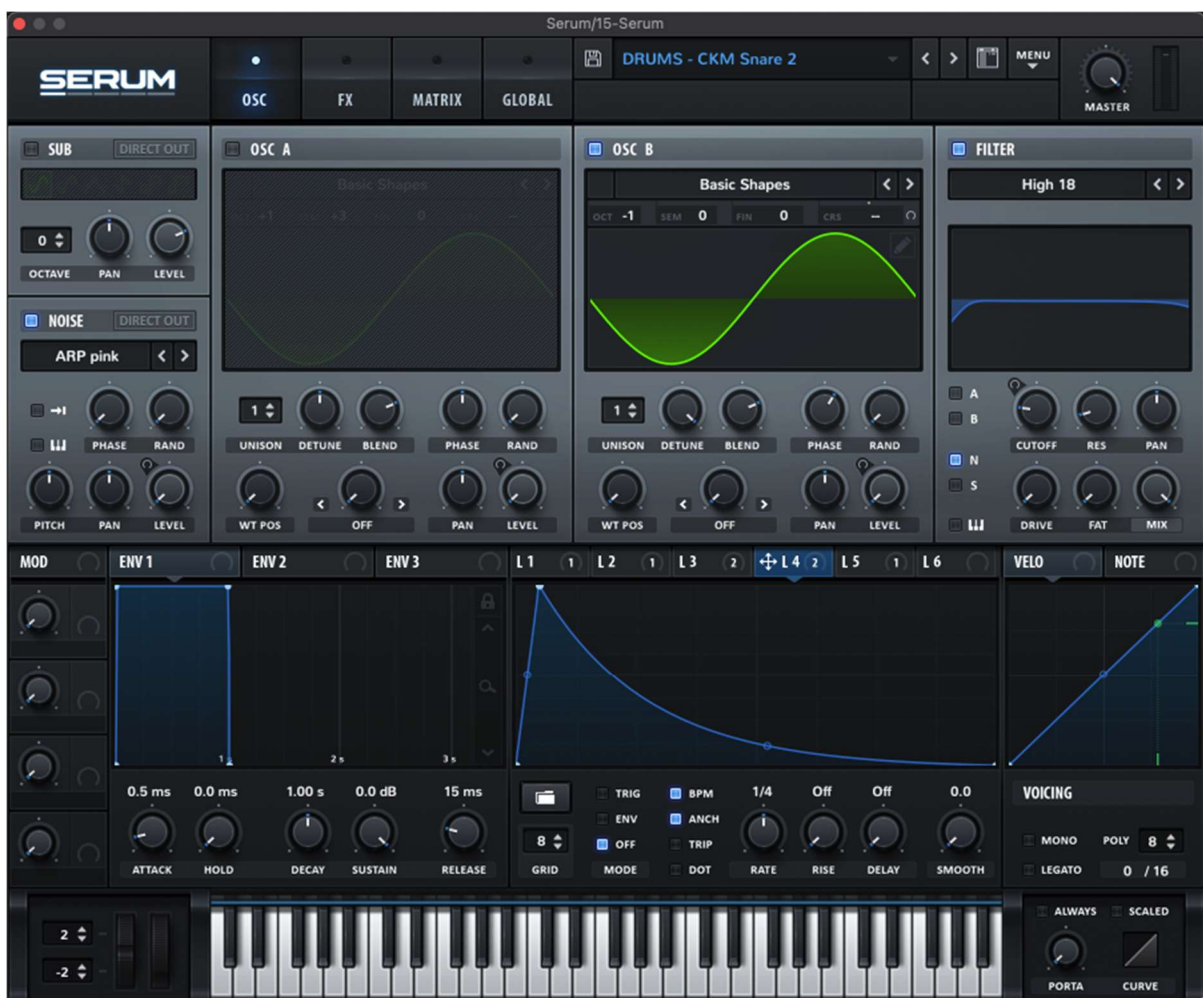 Serum/15-Serum
SERUM
OSC
FX
MATRIX
GLOBAL
DRUMS - CKM Snare 2
MENU
MASTER
SUB DIRECT OUT
0
OCTAVE PAN LEVEL
NOISE DIRECT OUT
ARP pink
PHASE RAND
PITCH PAN LEVEL
OSC A
Basic Shapes
+1 +3 0 --
1
UNISON DETUNE BLEND PHASE RAND
WT POS OFF PAN LEVEL
OSC B
Basic Shapes
OCT -1 SEM 0 FIN 0 CRS --
1
UNISON DETUNE BLEND PHASE RAND
WT POS OFF PAN LEVEL
FILTER
High 18
A
B
N
S
CUTOFF RES PAN
DRIVE FAT MIX
MOD ENV 1 ENV 2 ENV 3
L 1 1 L 2 1 L 3 2 L 4 2 L 5 1 L 6
VELO NOTE
1 s 2 s 3 s
0.5 ms 0.0 ms 1.00 s 0.0 dB 15 ms
ATTACK HOLD DECAY SUSTAIN RELEASE
8
GRID
TRIG BPM
ENV ANCH
OFF TRIP
MODE DOT
1/4 Off Off 0.0
RATE RISE DELAY SMOOTH
VOICING
MONO POLY 8
LEGATO 0 / 16
2
-2
ALWAYS SCALED
PORTA CURVE